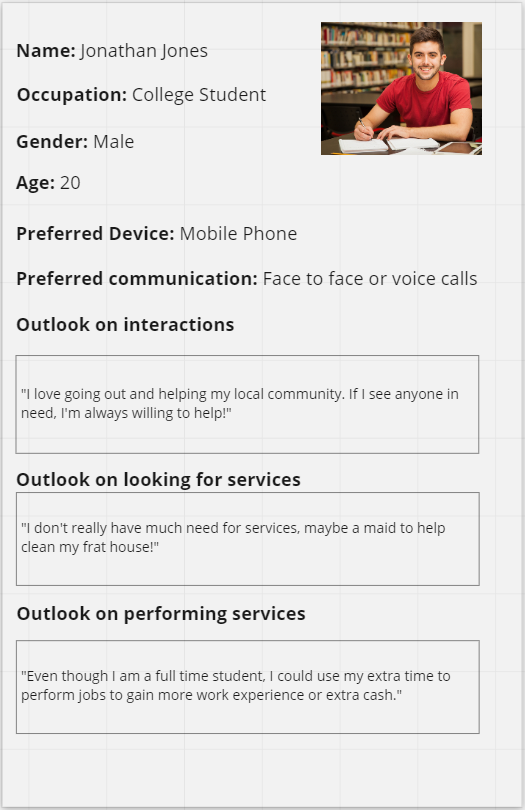 Name: Jonathan Jones
Occupation: College Student
Gender: Male
Age: 20
Preferred Device: Mobile Phone
Preferred communication: Face to face or voice calls
Outlook on interactions
"I love going out and helping my local community. If I see anyone in
need, I'm always willing to help!"
Outlook on looking for services
"I don't really have much need for services, maybe a maid to help
clean my frat house!"
Outlook on performing services
"Even though I am a full time student, I could use my extra time to
perform jobs to gain more work experience or extra cash."